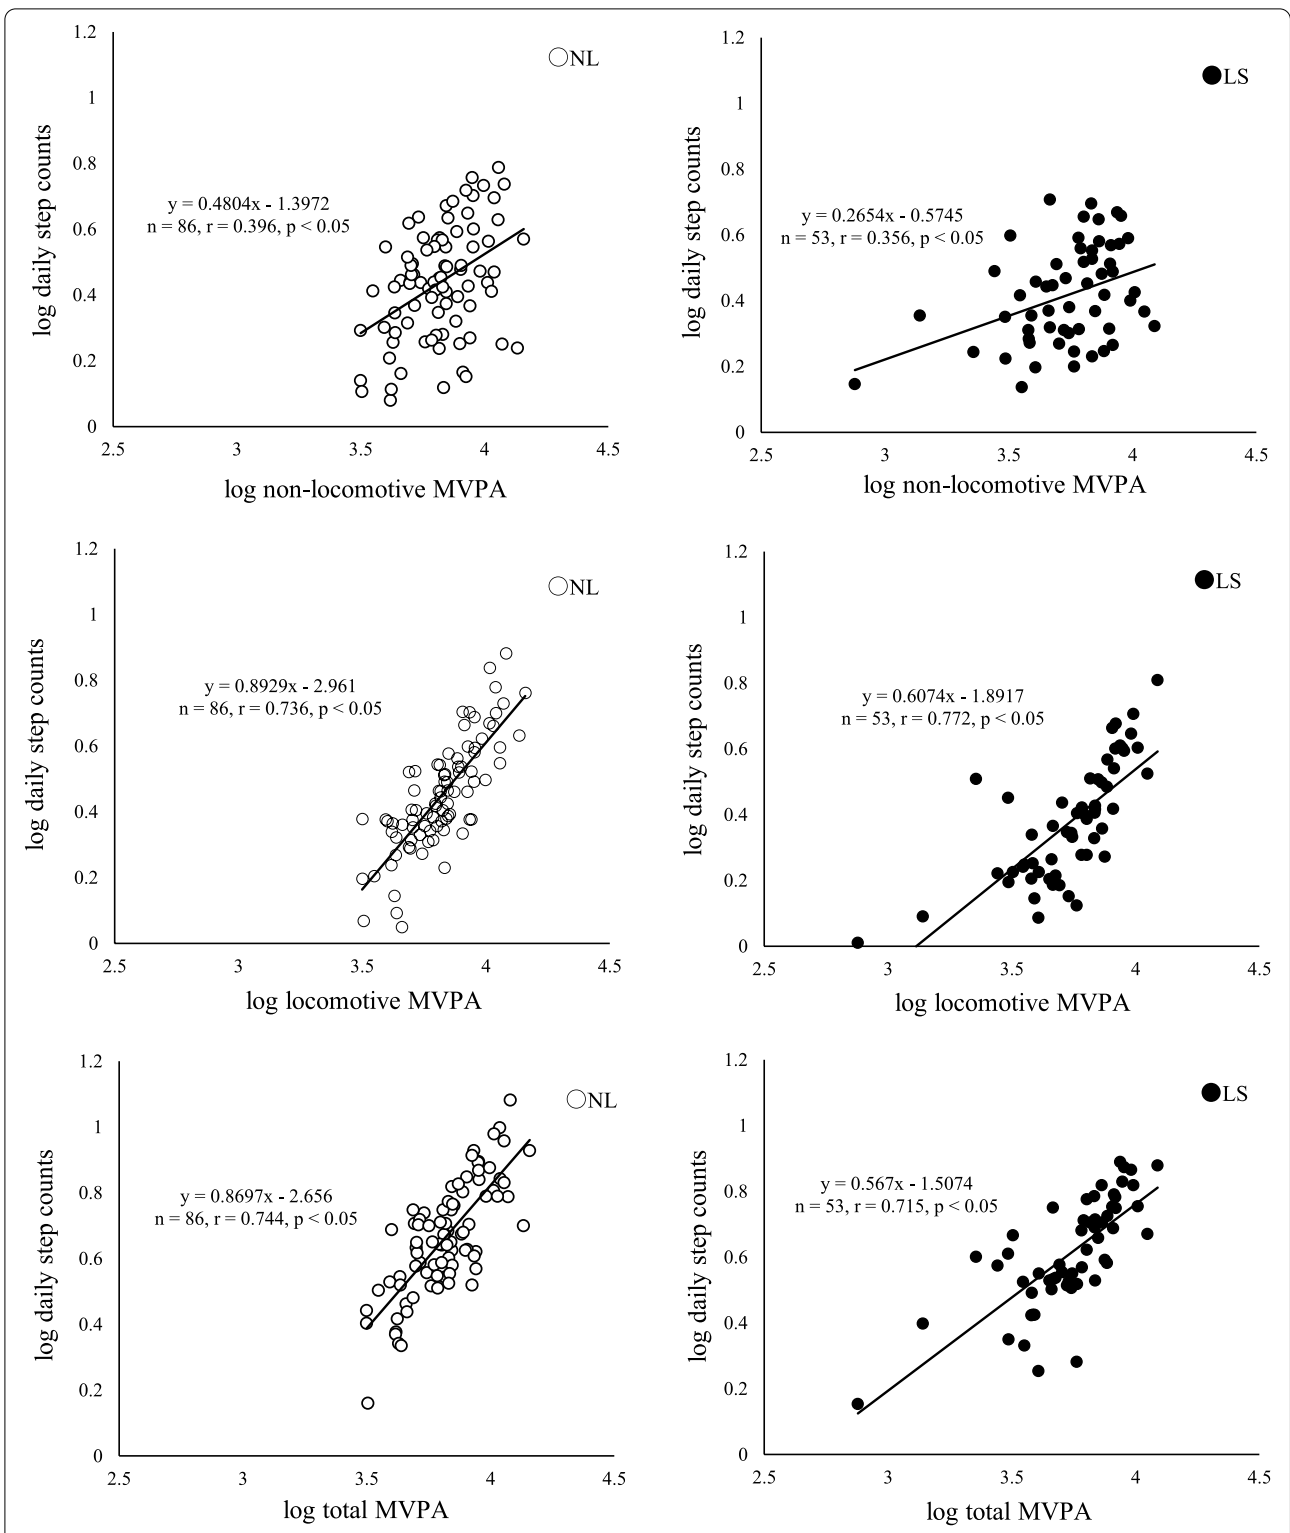 NL
log daily step counts
1.2
1
0.8
0.6
0.4
0.2
0
y = 0.4804x - 1.3972
n = 86, r = 0.396, p < 0.05
2.5 3 3.5 4 4.5
log non-locomotive MVPA
LS
log daily step counts
1.2
1
0.8
0.6
0.4
0.2
0
y = 0.2654x - 0.5745
n = 53, r = 0.356, p < 0.05
2.5 3 3.5 4 4.5
log non-locomotive MVPA
NL
log daily step counts
1.2
1
0.8
0.6
0.4
0.2
0
y = 0.8929x - 2.961
n = 86, r = 0.736, p < 0.05
2.5 3 3.5 4 4.5
log locomotive MVPA
LS
log daily step counts
1.2
1
0.8
0.6
0.4
0.2
0
y = 0.6074x - 1.8917
n = 53, r = 0.772, p < 0.05
2.5 3 3.5 4 4.5
log locomotive MVPA
NL
log daily step counts
1.2
1
0.8
0.6
0.4
0.2
0
y = 0.8697x - 2.656
n = 86, r = 0.744, p < 0.05
2.5 3 3.5 4 4.5
log total MVPA
LS
log daily step counts
1.2
1
0.8
0.6
0.4
0.2
0
y = 0.567x - 1.5074
n = 53, r = 0.715, p < 0.05
2.5 3 3.5 4 4.5
log total MVPA